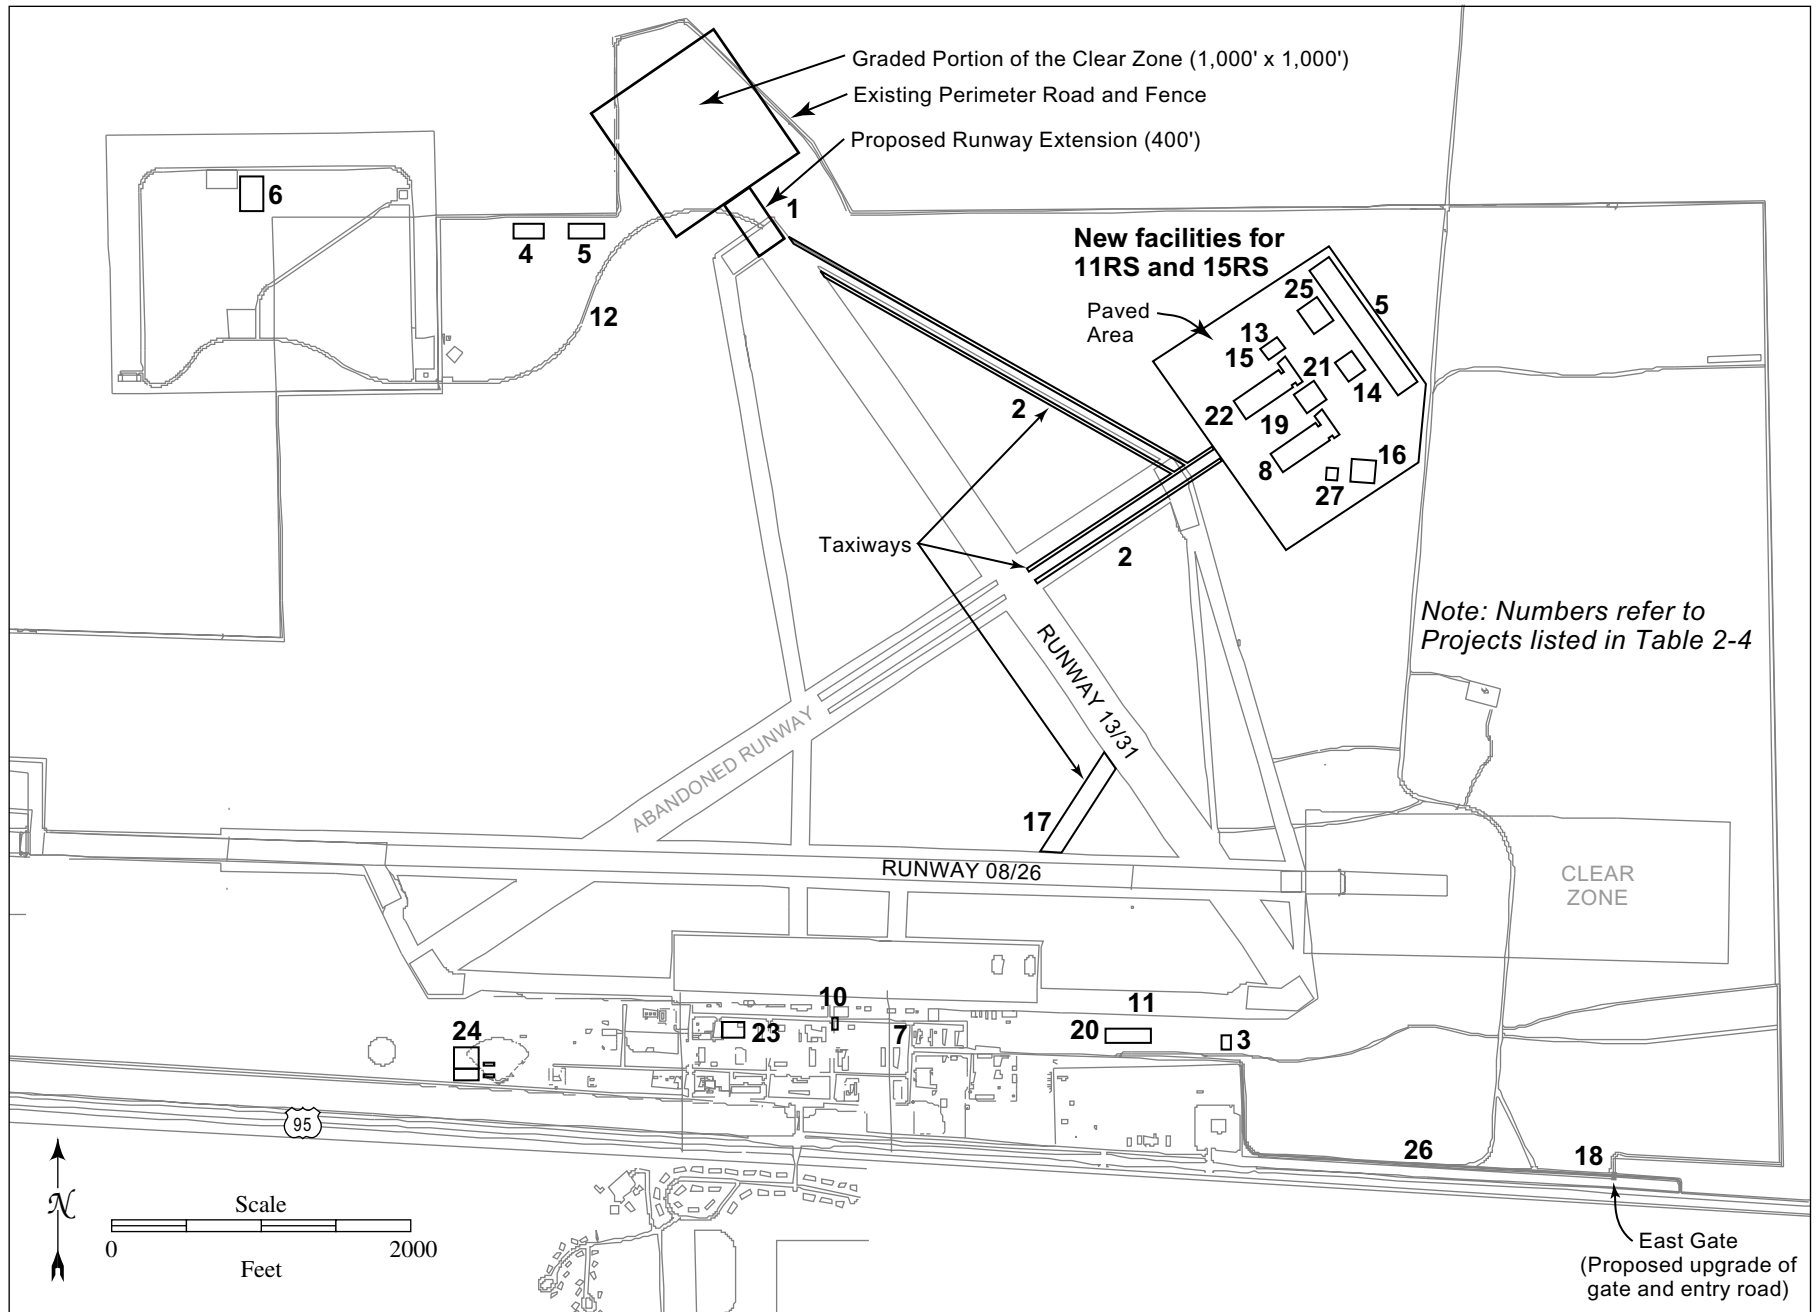 Graded Portion of the Clear Zone (1,000' x 1,000')
Existing Perimeter Road and Fence
Proposed Runway Extension (400')
6
1
4
5
12
New facilities for
11RS and 15RS
Paved
Area
25
5
13
15
21
14
22
19
8
16
27
2
Taxiways
2
Note: Numbers refer to
Projects listed in Table 2-4
RUNWAY 13/31
ABANDONED RUNWAY
17
RUNWAY 08/26
CLEAR
ZONE
10
11
24
23
7
20
3
95
26
18
N
Scale
0
2000
Feet
East Gate
(Proposed upgrade of
gate and entry road)